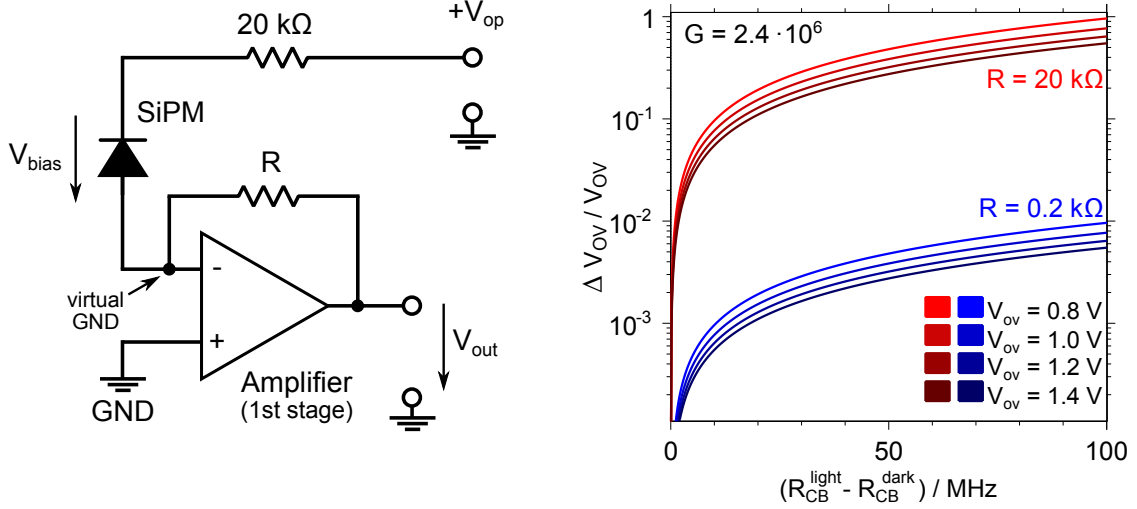 +V_op
20 kΩ
SiPM
V_bias
R
-
virtual
GND
+
V_out
Amplifier
(1st stage)
GND
G = 2.4 ·10⁶
R = 20 kΩ
R = 0.2 kΩ
V_ov = 0.8 V
V_ov = 1.0 V
V_ov = 1.2 V
V_ov = 1.4 V
1
10⁻¹
10⁻²
10⁻³
Δ V_OV / V_OV
0 50 100
(R_CB^light - R_CB^dark) / MHz